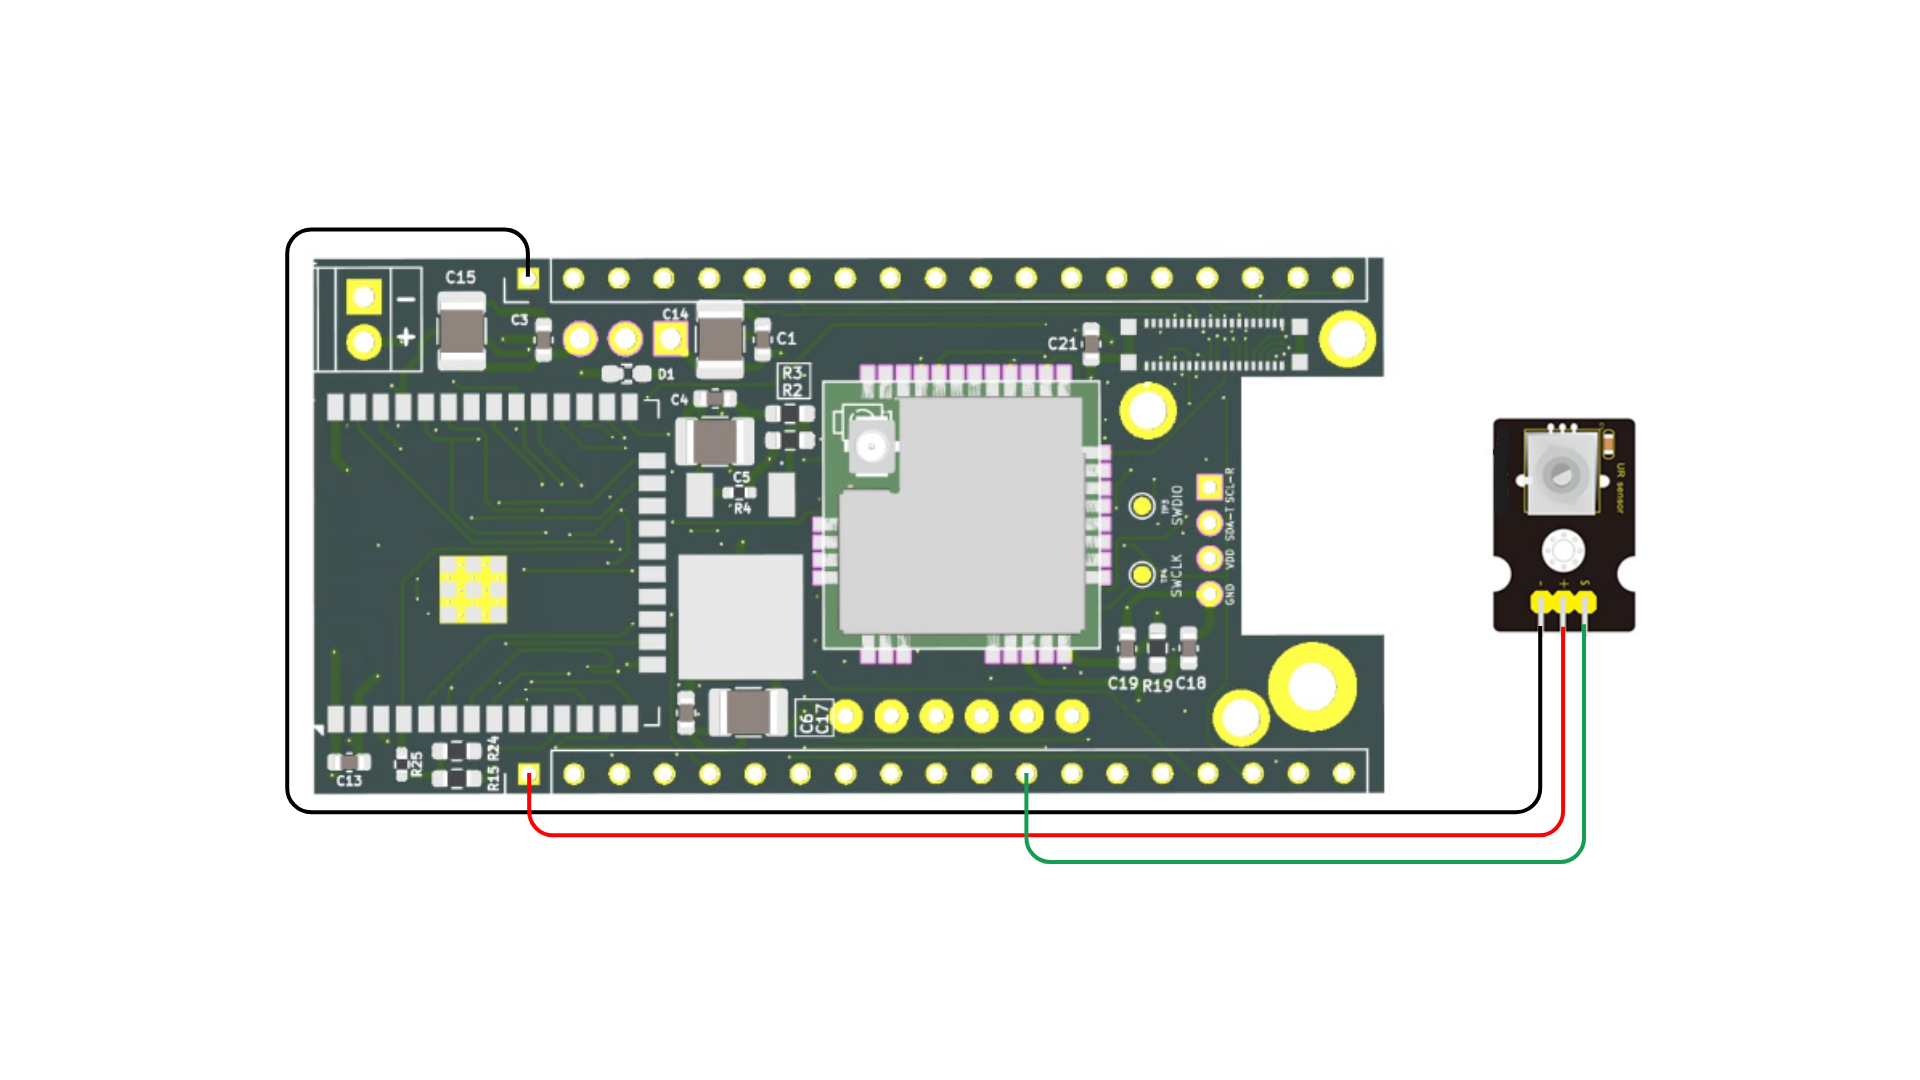 C15
−
+
C3
C14
C1
C21
D1
R3
R2
C4
C5
R4
SCL-R
SDA-T
VDD
GND
TP3
SWDIO
TP4
SWCLK
C19
R19
C18
C6
C17
C13
R25
R24
R15
UR sensor
-
+
S